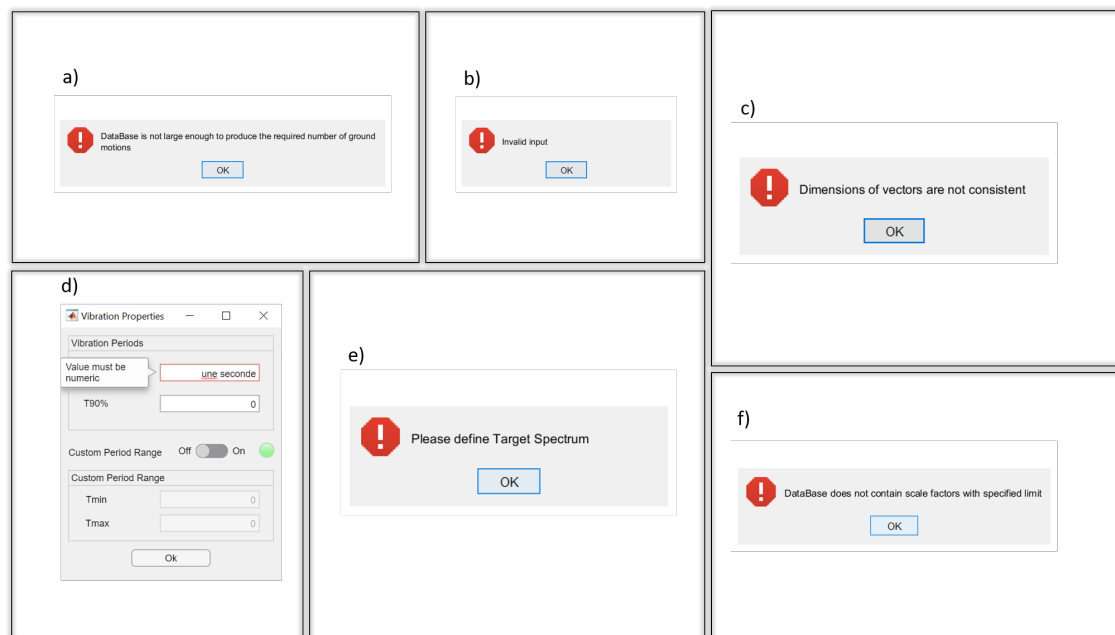 a)
DataBase is not large enough to produce the required number of ground
motions
OK
b)
Invalid input
OK
c)
Dimensions of vectors are not consistent
OK
d)
Vibration Properties
Vibration Periods
Value must be
numeric
une seconde
T90%
0
Custom Period Range
Off
On
Custom Period Range
Tmin
0
Tmax
0
Ok
e)
Please define Target Spectrum
OK
f)
DataBase does not contain scale factors with specified limit
OK